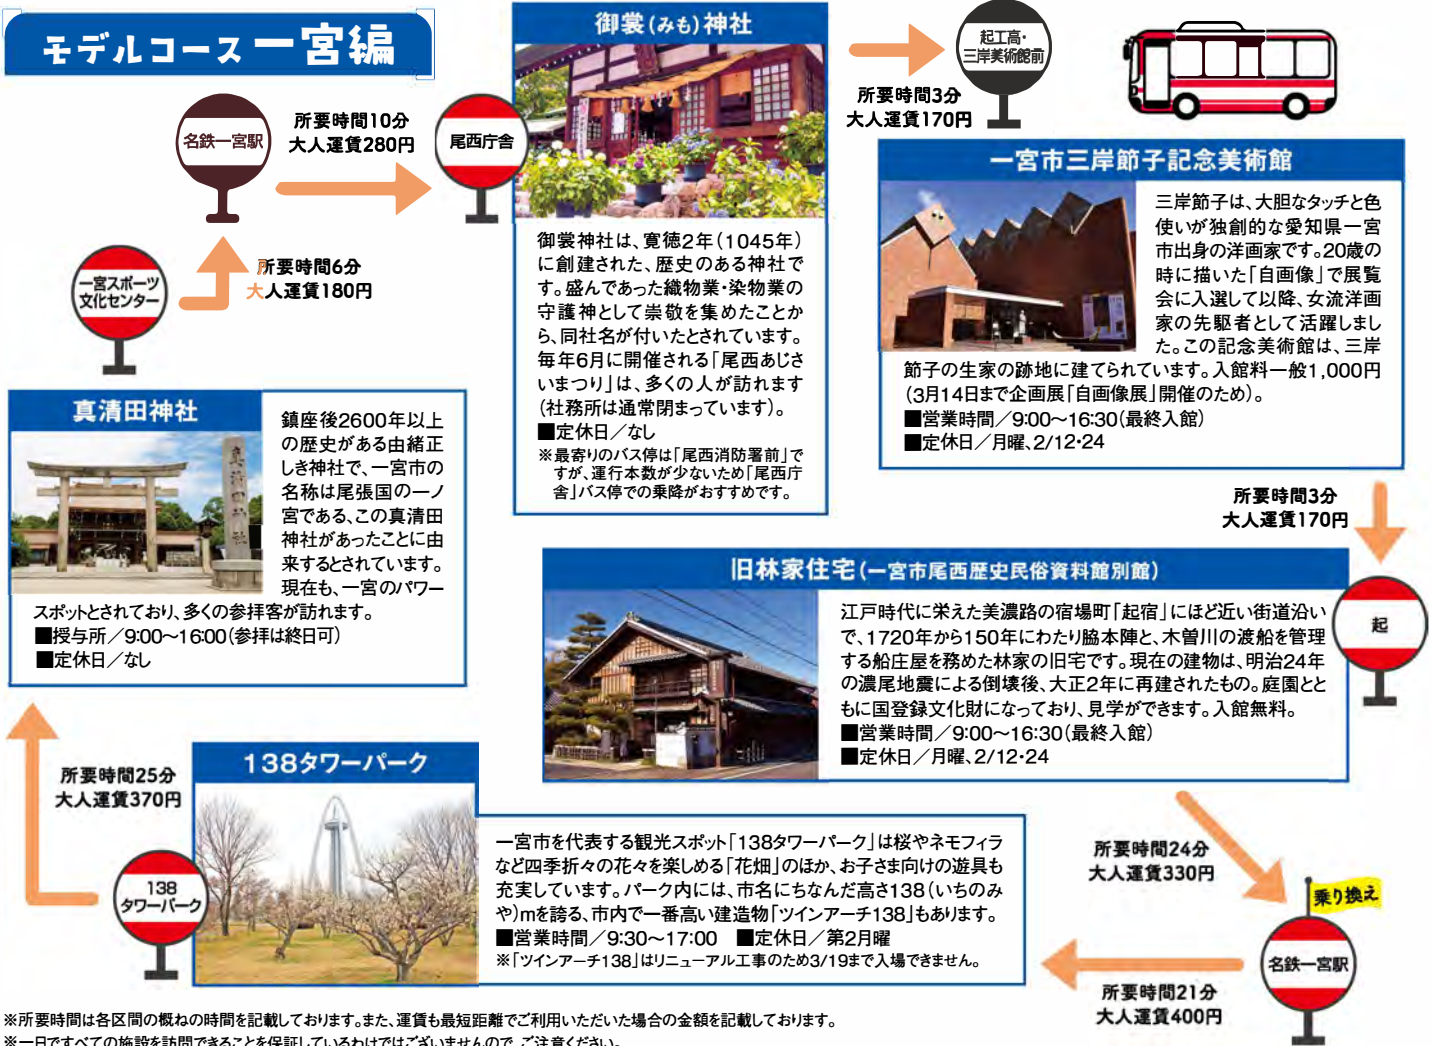 モデルコース 一宮編
名鉄一宮駅
所要時間10分
大人運賃280円
尾西庁舎
一宮スポーツ
文化センター
所要時間6分
大人運賃180円
御裳(みも)神社
御裳神社は、寛徳2年(1045年)
に創建された、歴史のある神社で
す。盛んであった織物業・染物業の
守護神として崇敬を集めたことか
ら、同社名が付いたとされています。
毎年6月に開催される「尾西あじさ
いまつり」は、多くの人が訪れます
(社務所は通常閉まっています)。
■定休日/なし
※最寄りのバス停は「尾西消防署前」で
すが、運行本数が少ないため「尾西庁
舎」バス停での乗降がおすすめです。
所要時間3分
大人運賃170円
起工高・
三岸美術館前
一宮市三岸節子記念美術館
三岸節子は、大胆なタッチと色
使いが独創的な愛知県一宮
市出身の洋画家です。20歳の
時に描いた「自画像」で展覧
会に入選して以降、女流洋画
家の先駆者として活躍しまし
た。この記念美術館は、三岸
節子の生家の跡地に建てられています。入館料一般1,000円
(3月14日まで企画展「自画像展」開催のため)。
■営業時間/9:00〜16:30(最終入館)
■定休日/月曜、2/12・24
所要時間3分
大人運賃170円
起
真清田神社
真清田神社
鎮座後2600年以上
の歴史がある由緒正
しき神社で、一宮市の
名称は尾張国の一ノ
宮である、この真清田
神社があったことに由
来するとされています。
現在も、一宮のパワー
スポットとされており、多くの参拝客が訪れます。
■授与所/9:00〜16:00(参拝は終日可)
■定休日/なし
旧林家住宅(一宮市尾西歴史民俗資料館別館)
江戸時代に栄えた美濃路の宿場町「起宿」にほど近い街道沿い
で、1720年から150年にわたり脇本陣と、木曽川の渡船を管理
する船庄屋を務めた林家の旧宅です。現在の建物は、明治24年
の濃尾地震による倒壊後、大正2年に再建されたもの。庭園とと
もに国登録文化財になっており、見学ができます。入館無料。
■営業時間/9:00〜16:30(最終入館)
■定休日/月曜、2/12・24
所要時間24分
大人運賃330円
乗り換え
名鉄一宮駅
所要時間21分
大人運賃400円
138タワーパーク
一宮市を代表する観光スポット「138タワーパーク」は桜やネモフィラ
など四季折々の花々を楽しめる「花畑」のほか、お子さま向けの遊具も
充実しています。パーク内には、市名にちなんだ高さ138(いちのみ
や)mを誇る、市内で一番高い建造物「ツインアーチ138」もあります。
■営業時間/9:30〜17:00 ■定休日/第2月曜
※「ツインアーチ138」はリニューアル工事のため3/19まで入場できません。
138
タワーパーク
所要時間25分
大人運賃370円
※所要時間は各区間の概ねの時間を記載しております。また、運賃も最短距離でご利用いただいた場合の金額を記載しております。
※一日ですべての施設を訪問できることを保証しているわけではございませんので、ご注意ください。